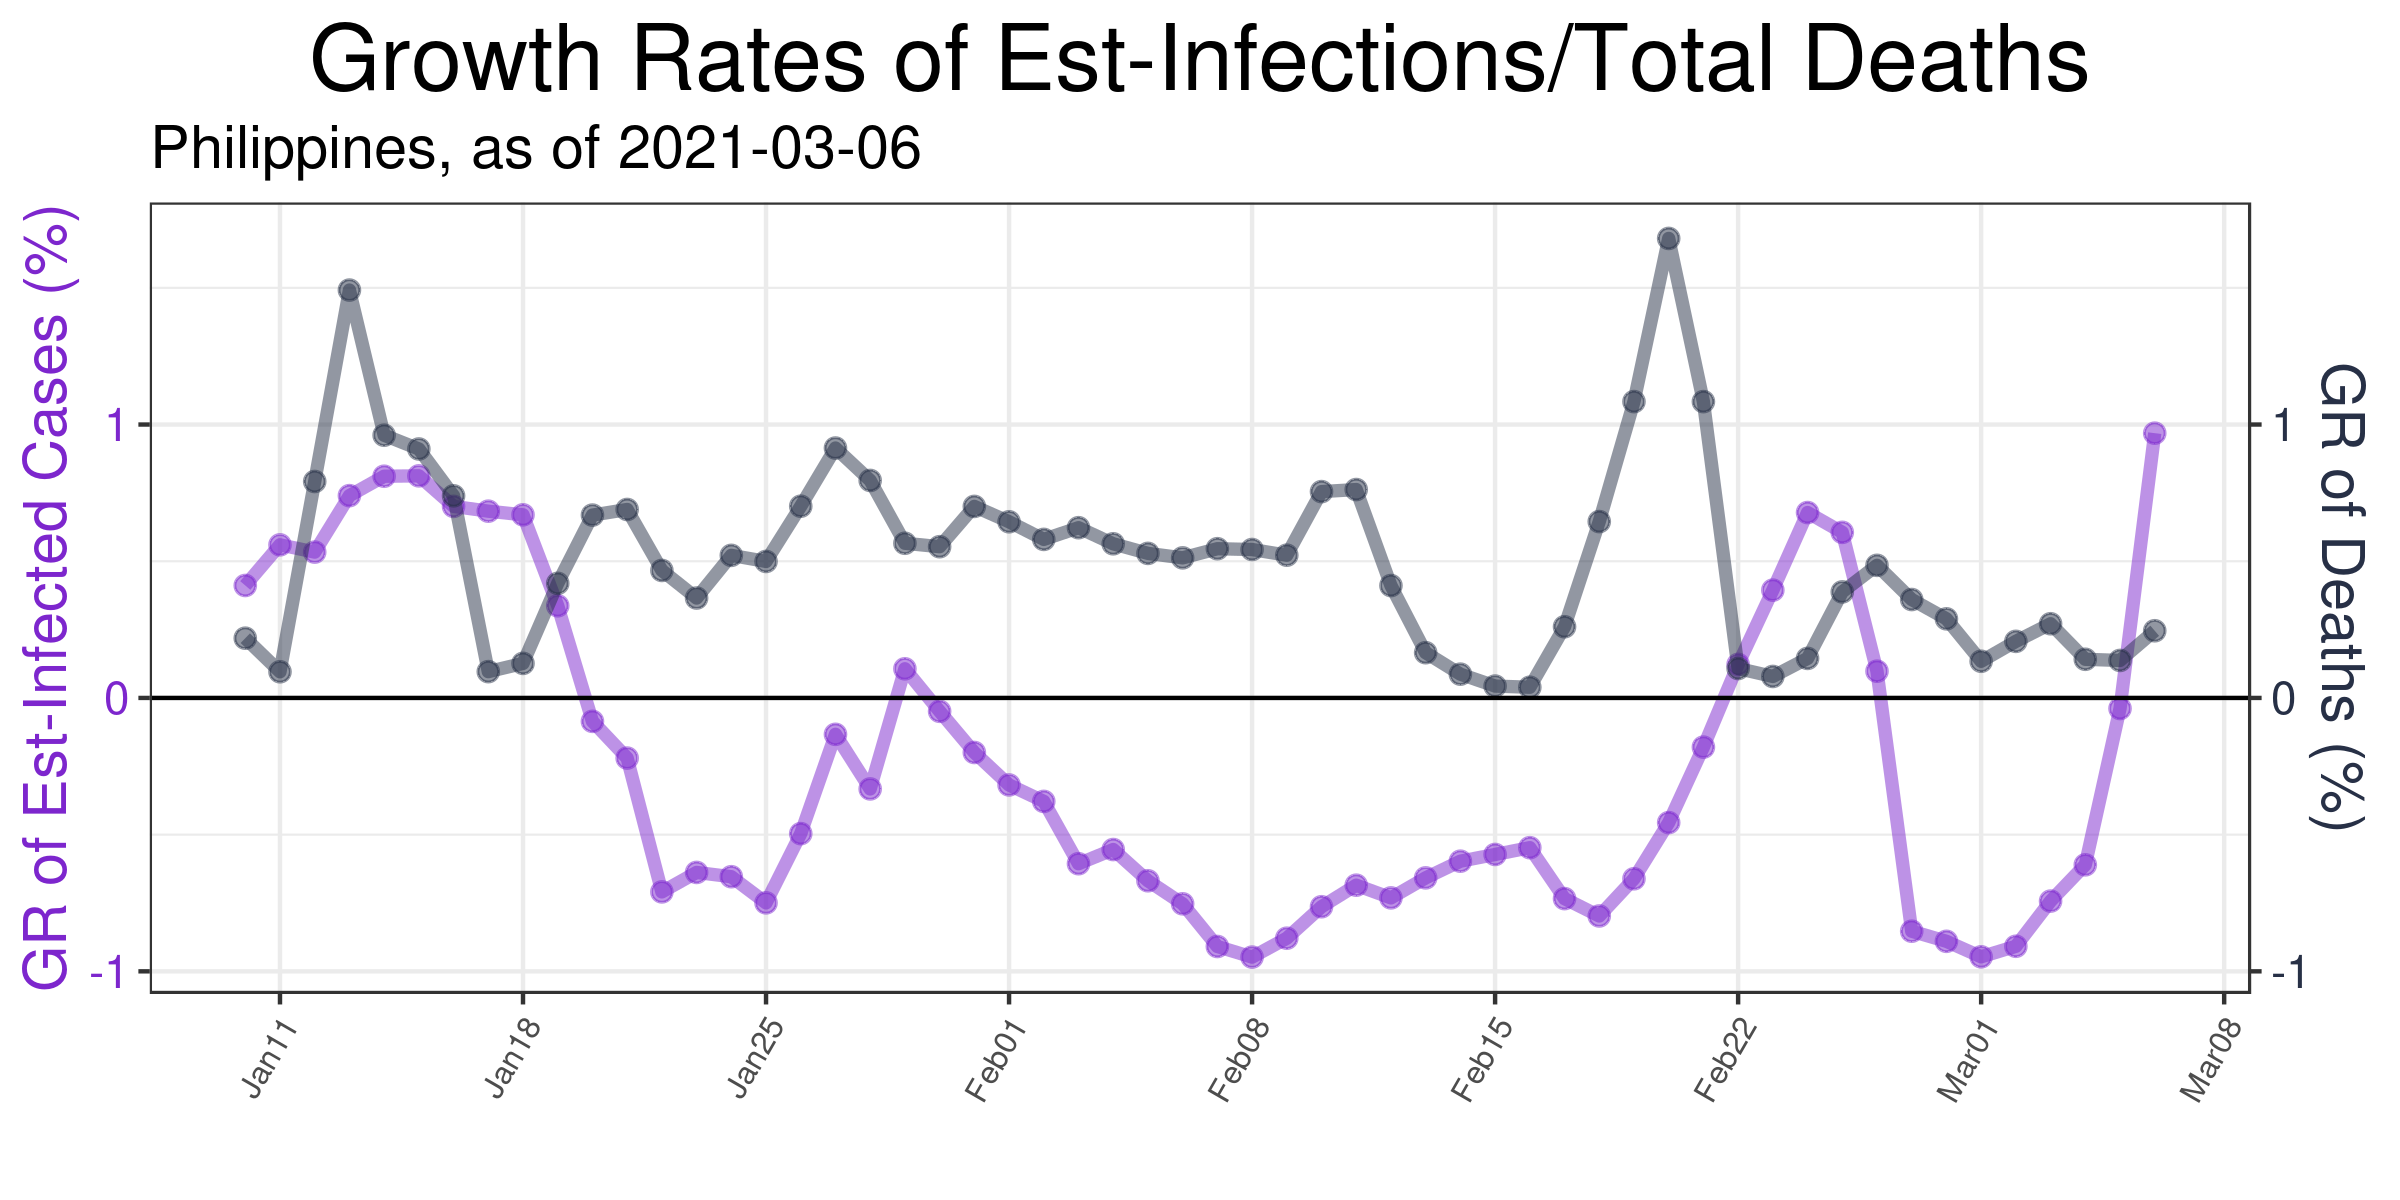 Growth Rates of Est-Infections/Total Deaths
Philippines, as of 2021-03-06
GR of Est-Infected Cases (%)
1
0
-1
1
0
-1
GR of Deaths (%)
Jan11
Jan18
Jan25
Feb01
Feb08
Feb15
Feb22
Mar01
Mar08